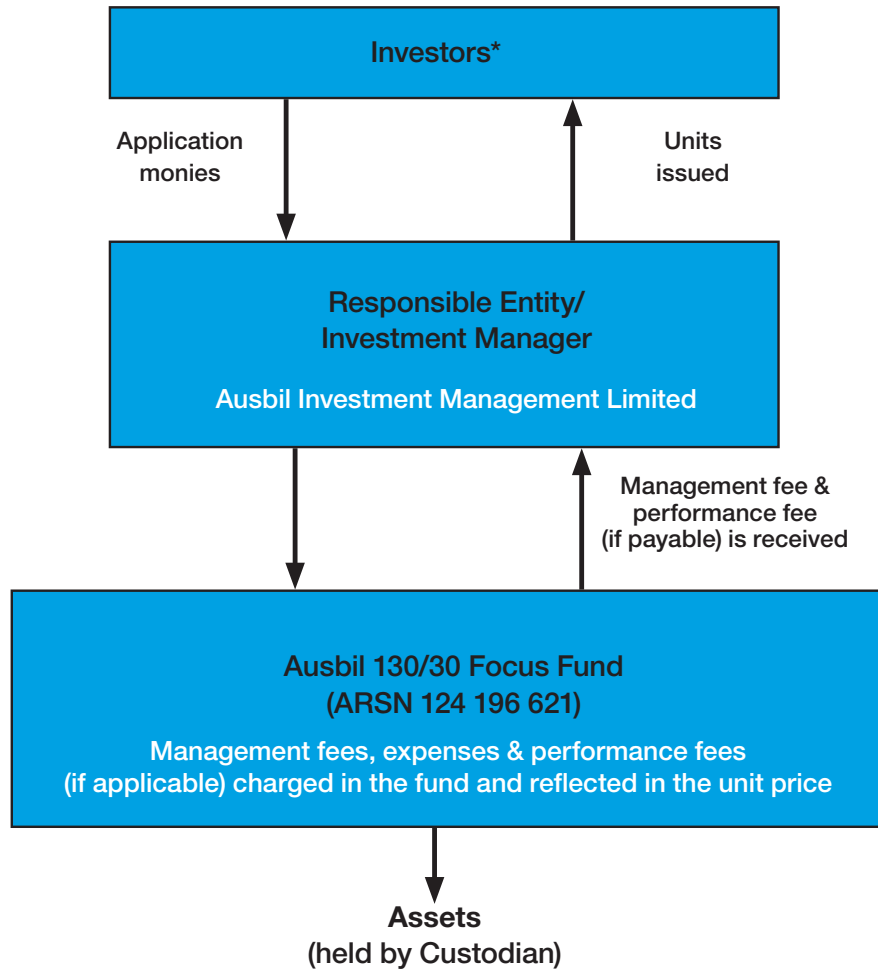 Investors*
Application
monies
Units
issued
Responsible Entity/
Investment Manager
Ausbil Investment Management Limited
Management fee &
performance fee
(if payable) is received
Ausbil 130/30 Focus Fund
(ARSN 124 196 621)
Management fees, expenses & performance fees
(if applicable) charged in the fund and reflected in the unit price
Assets
(held by Custodian)